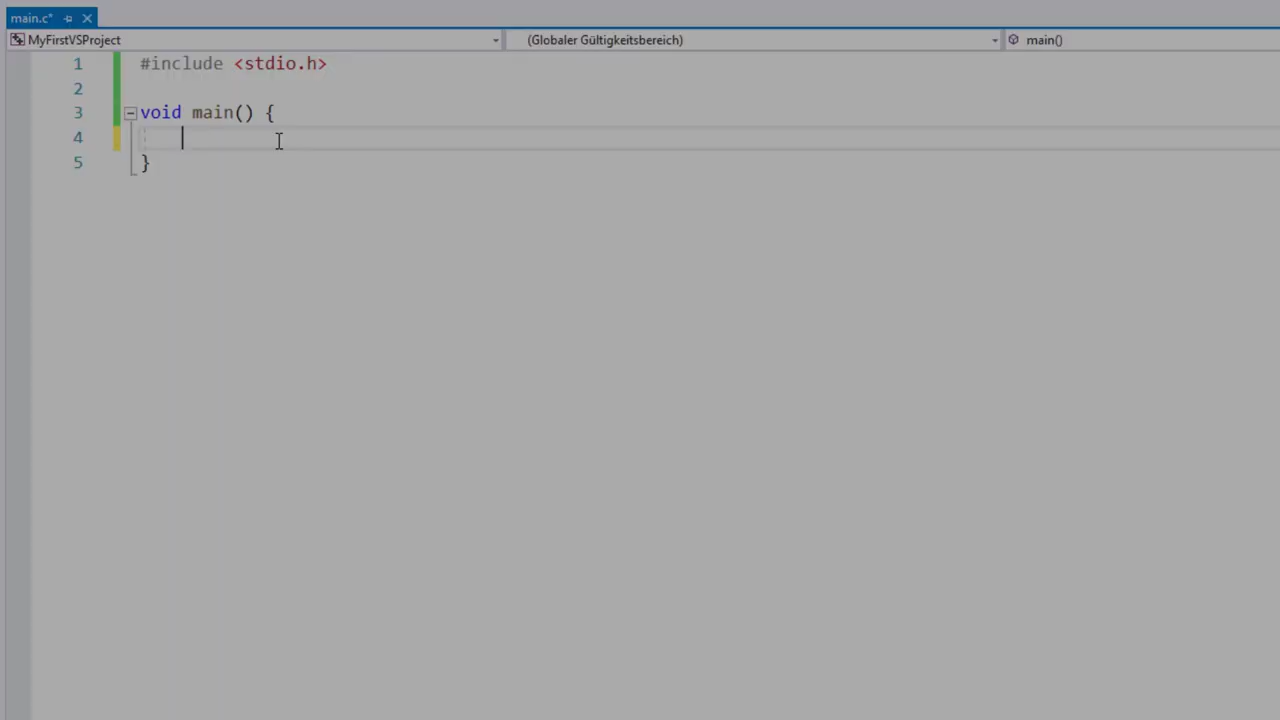 main.c*
MyFirstVSProject (Globaler Gültigkeitsbereich) main()
1 #include <stdio.h>
2
3 void main() {
4
5 }